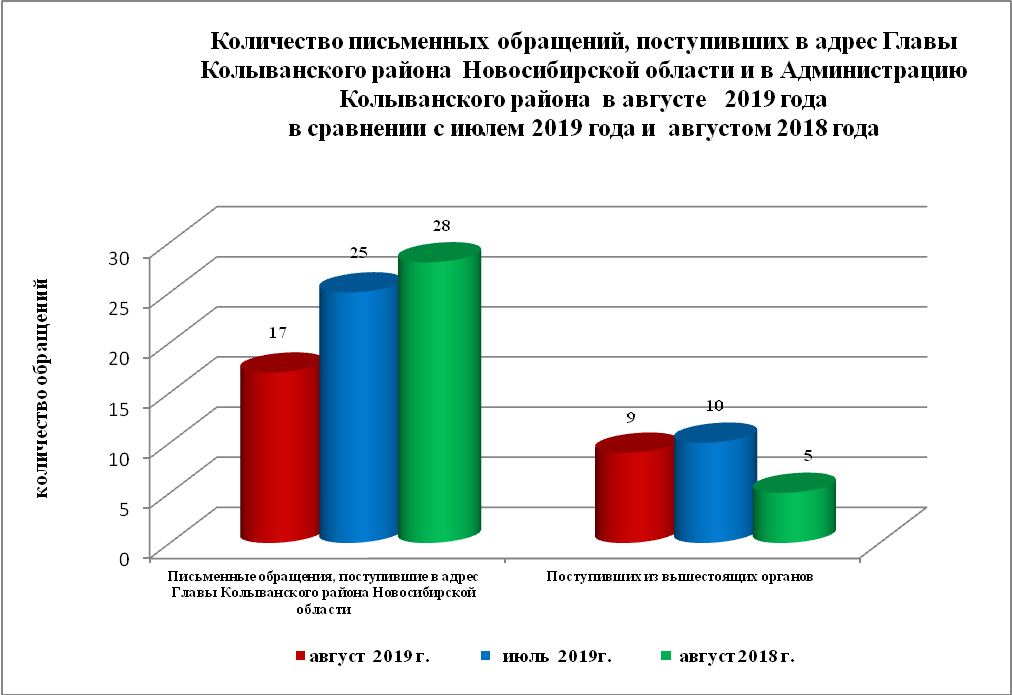 Количество письменных обращений, поступивших в адрес Главы
Колыванского района Новосибирской области и в Администрацию
Колыванского района в августе 2019 года
в сравнении с июлем 2019 года и августом 2018 года
количество обращений
30
25
20
15
10
5
0
17
25
28
9
10
5
Письменные обращения, поступившие в адрес
Главы Колыванского района Новосибирской
области
Поступивших из вышестоящих органов
август 2019 г.
июль 2019г.
август 2018 г.